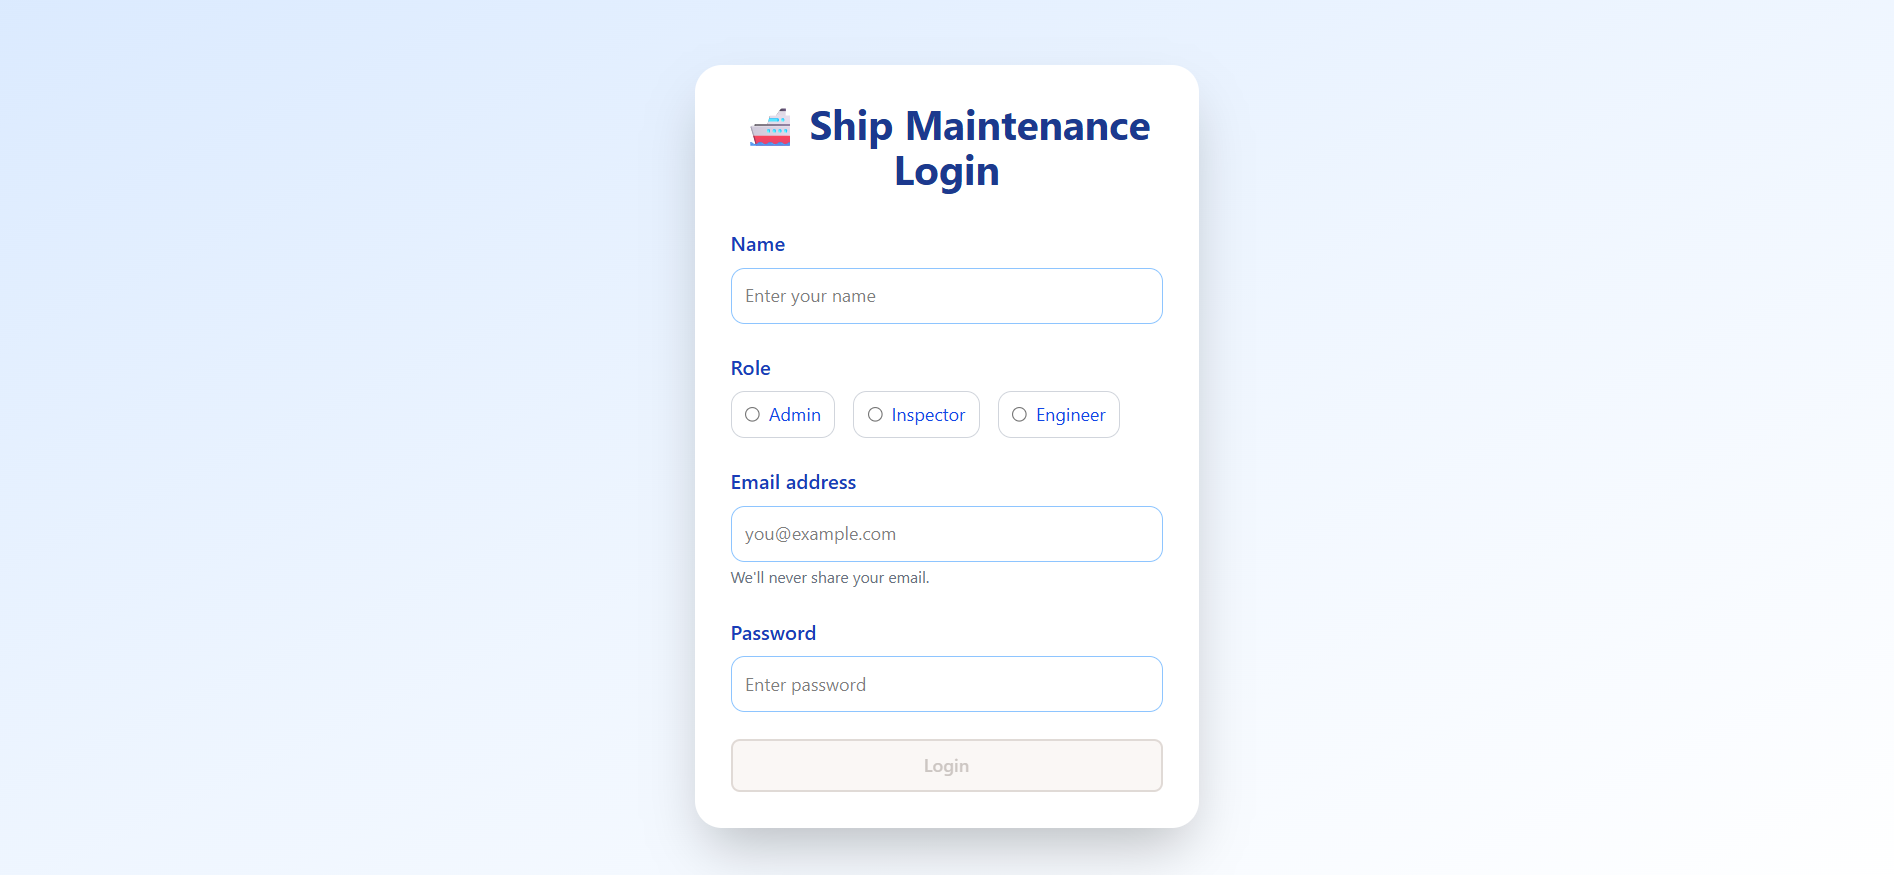 Ship Maintenance
Login
Name
Enter your name
Role
Admin Inspector Engineer
Email address
you@example.com
We'll never share your email.
Password
Enter password
Login